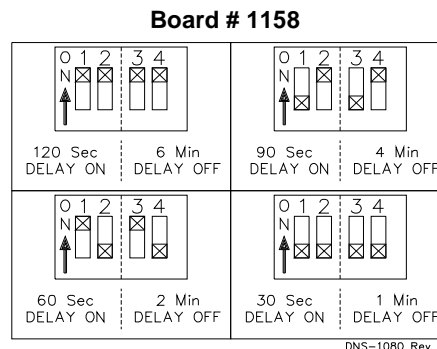 Board # 1158
O 1 2 3 4
N
120 Sec 6 Min
DELAY ON DELAY OFF
O 1 2 3 4
N
90 Sec 4 Min
DELAY ON DELAY OFF
O 1 2 3 4
N
60 Sec 2 Min
DELAY ON DELAY OFF
O 1 2 3 4
N
30 Sec 1 Min
DELAY ON DELAY OFF
DNS-1080 Rev